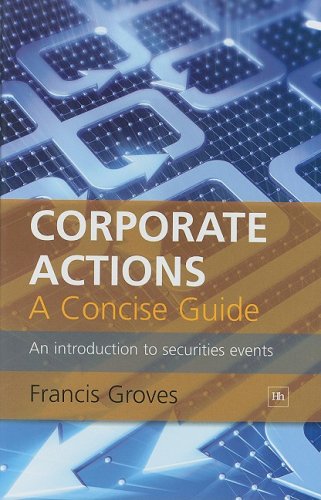 CORPORATE
ACTIONS
A Concise Guide
An introduction to securities events
Francis Groves
Hh